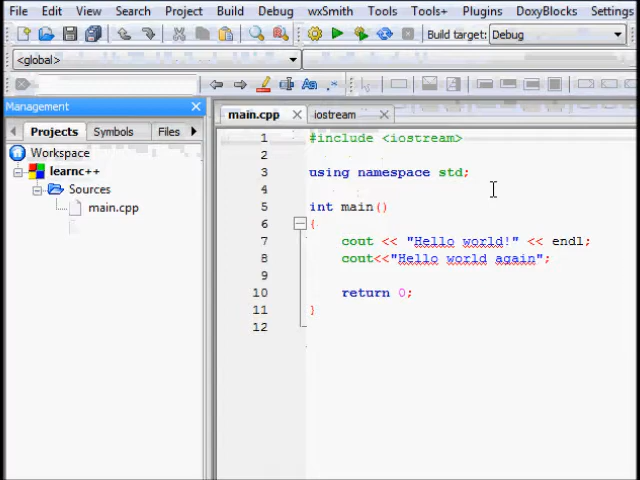 File Edit View Search Project Build Debug wxSmith Tools Tools+ Plugins DoxyBlocks Settings
Build target: Debug
<global>
Management
Projects Symbols Files
main.cpp iostream
Workspace
learnc++
Sources
main.cpp
1 #include <iostream>
2
3 using namespace std;
4
5 int main()
6 {
7 cout << "Hello world!" << endl;
8 cout<<"Hello world again";
9
10 return 0;
11 }
12